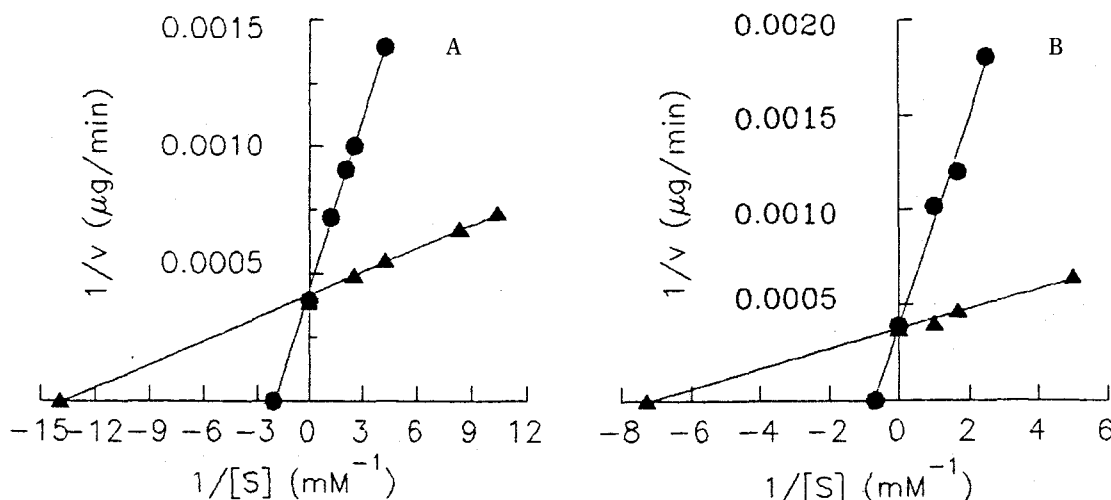 A
0.0015
0.0010
0.0005
1/v (μg/min)
−15 −12 −9 −6 −3 0 3 6 9 12
1/[S] (mM⁻¹)
B
0.0020
0.0015
0.0010
0.0005
1/v (μg/min)
−8 −6 −4 −2 0 2 4 6
1/[S] (mM⁻¹)